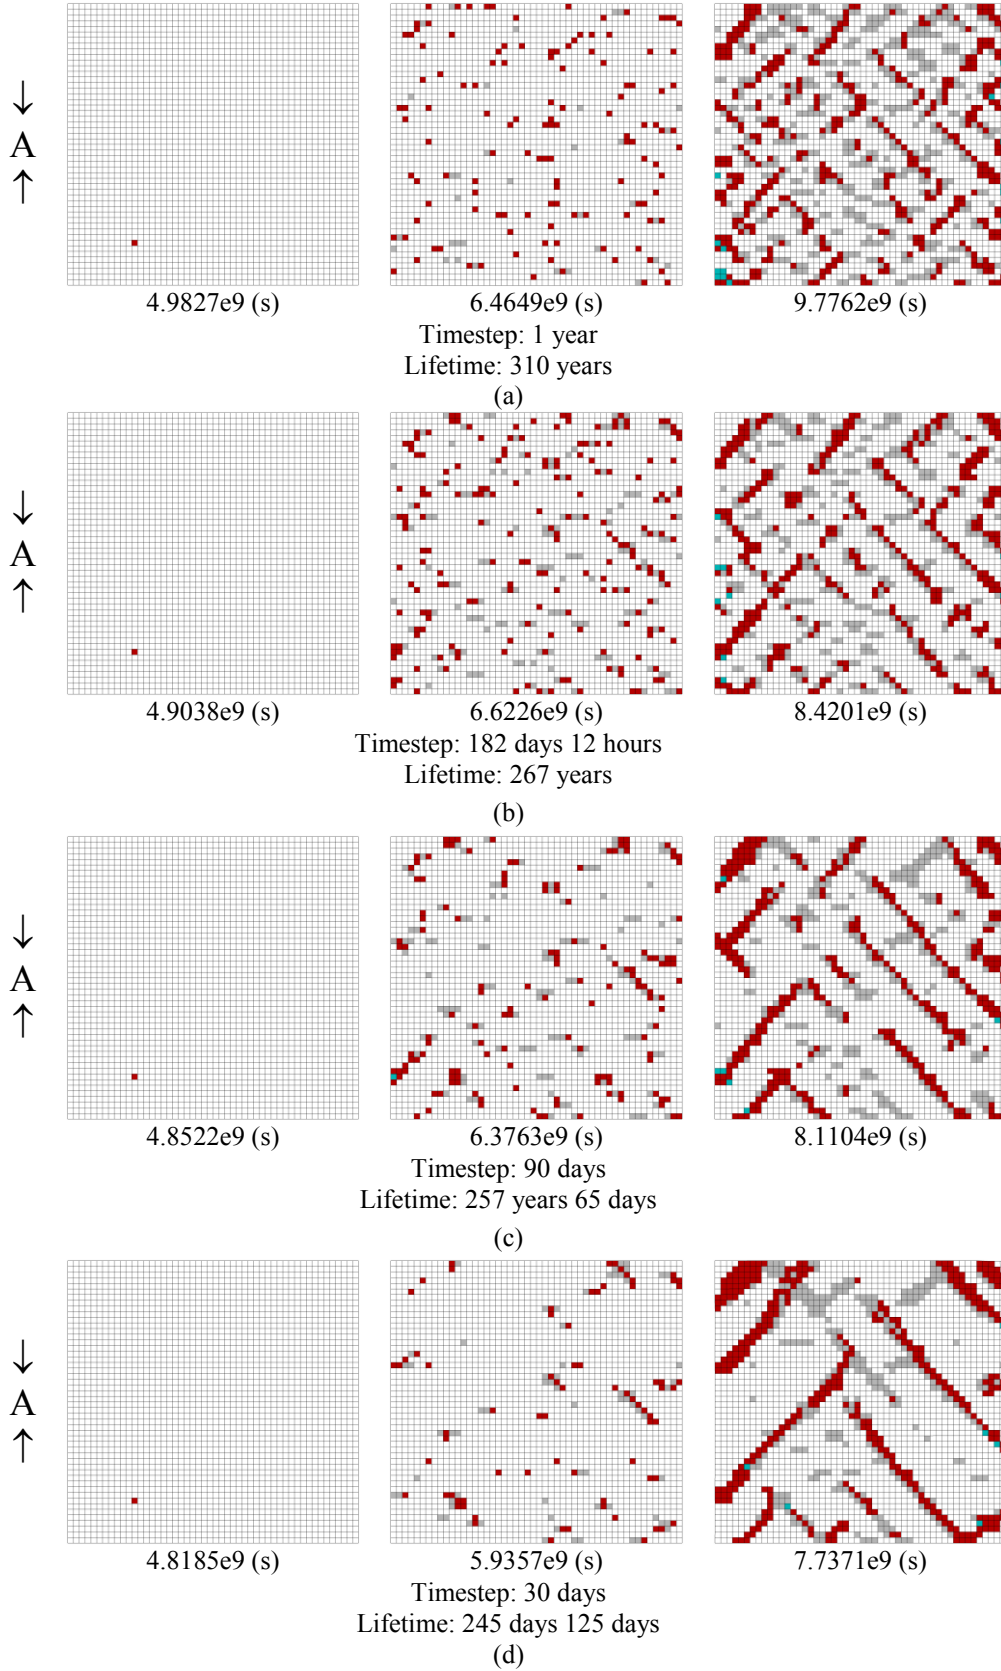 ↓
A
↑
4.9827e9 (s) 6.4649e9 (s) 9.7762e9 (s)
Timestep: 1 year
Lifetime: 310 years
(a)
↓
A
↑
4.9038e9 (s) 6.6226e9 (s) 8.4201e9 (s)
Timestep: 182 days 12 hours
Lifetime: 267 years
(b)
↓
A
↑
4.8522e9 (s) 6.3763e9 (s) 8.1104e9 (s)
Timestep: 90 days
Lifetime: 257 years 65 days
(c)
↓
A
↑
4.8185e9 (s) 5.9357e9 (s) 7.7371e9 (s)
Timestep: 30 days
Lifetime: 245 days 125 days
(d)